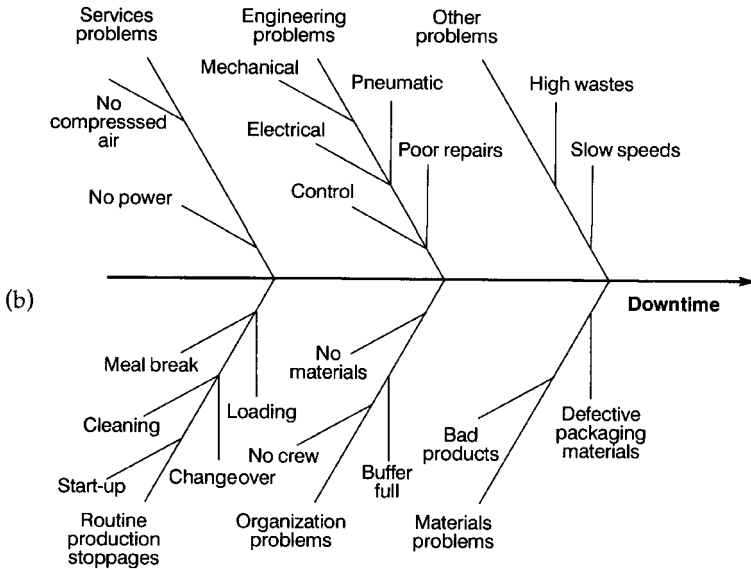 Services
problems
Engineering
problems
Other
problems
Mechanical
Pneumatic
High wastes
No
compresssed
air
Electrical
Poor repairs
Slow speeds
No power
Control
(b)
Downtime
Meal break
No
materials
Cleaning
Loading
Bad
products
Defective
packaging
materials
No crew
Start-up
Changeover
Buffer
full
Routine
production
stoppages
Organization
problems
Materials
problems